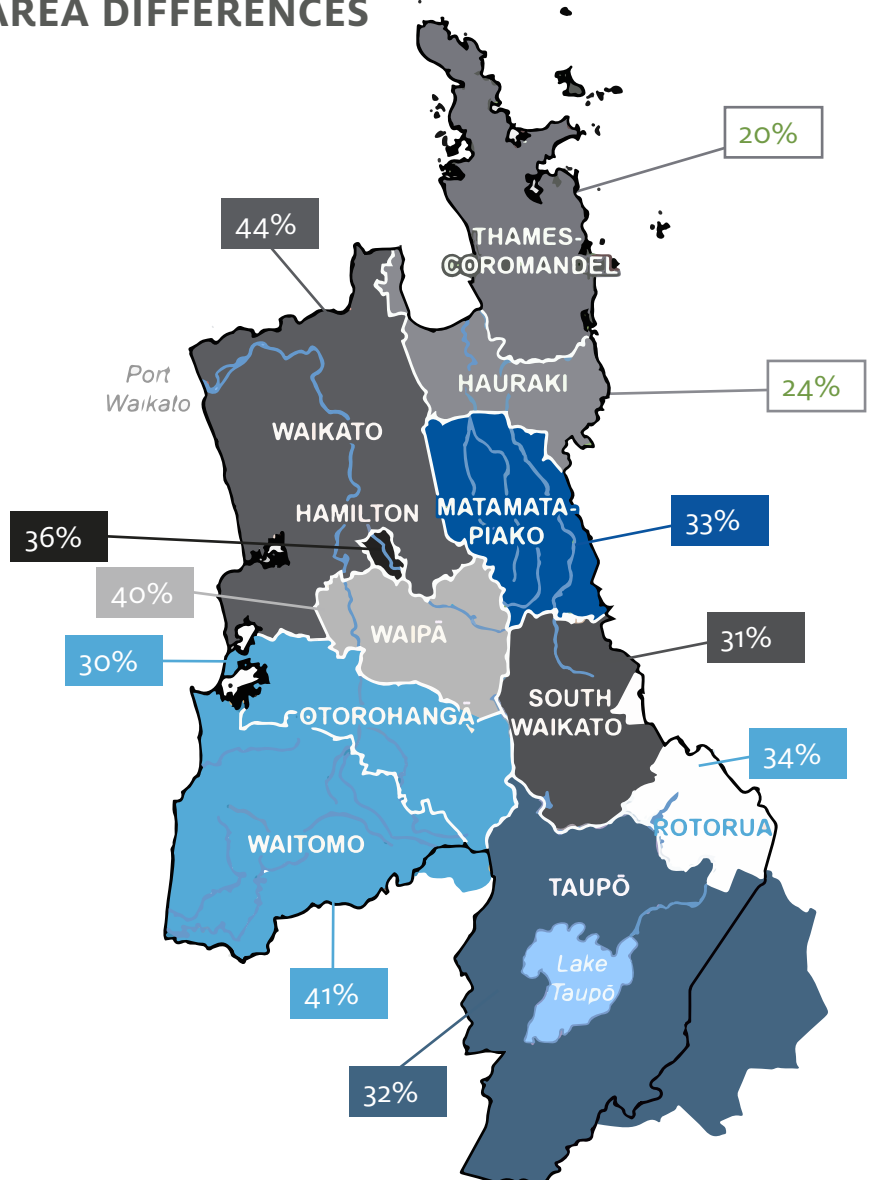 AREA DIFFERENCES
20%
44%
THAMES-
COROMANDEL
Port
Waikato
HAURAKI
24%
WAIKATO
HAMILTON
MATAMATA-
PIAKO
33%
36%
40%
WAIPĀ
31%
30%
SOUTH
WAIKATO
OTOROHANGĀ
34%
ROTORUA
WAITOMO
TAUPŌ
Lake
Taupō
41%
32%